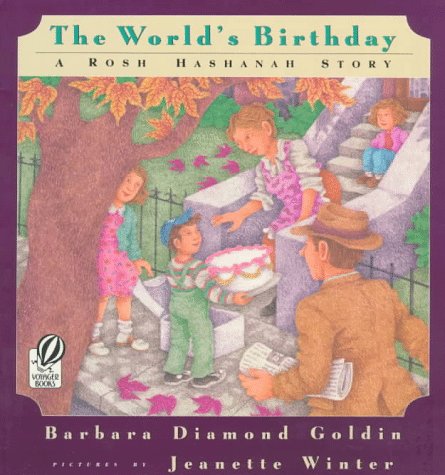 The World's Birthday
A ROSH HASHANAH STORY
VOYAGER
BOOKS
Barbara Diamond Goldin
PICTURES BY Jeanette Winter